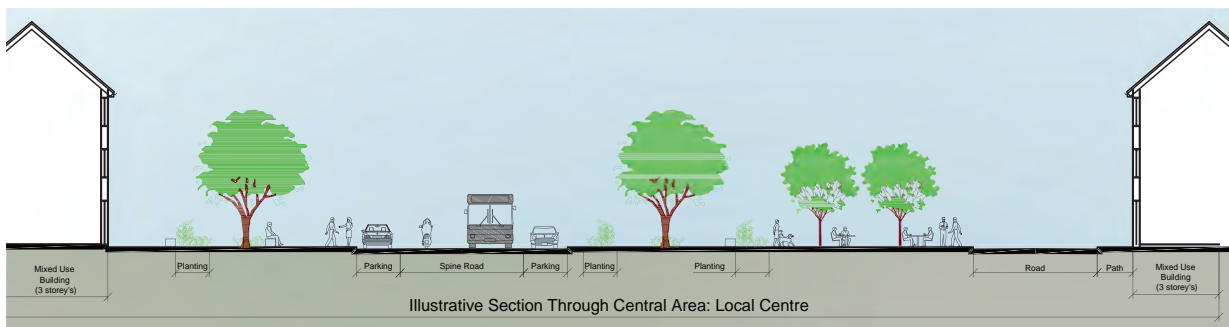 Mixed Use
Building
(3 storey's)
Planting
Parking
Spine Road
Parking
Planting
Planting
Road
Path
Mixed Use
Building
(3 storey's)
Illustrative Section Through Central Area: Local Centre